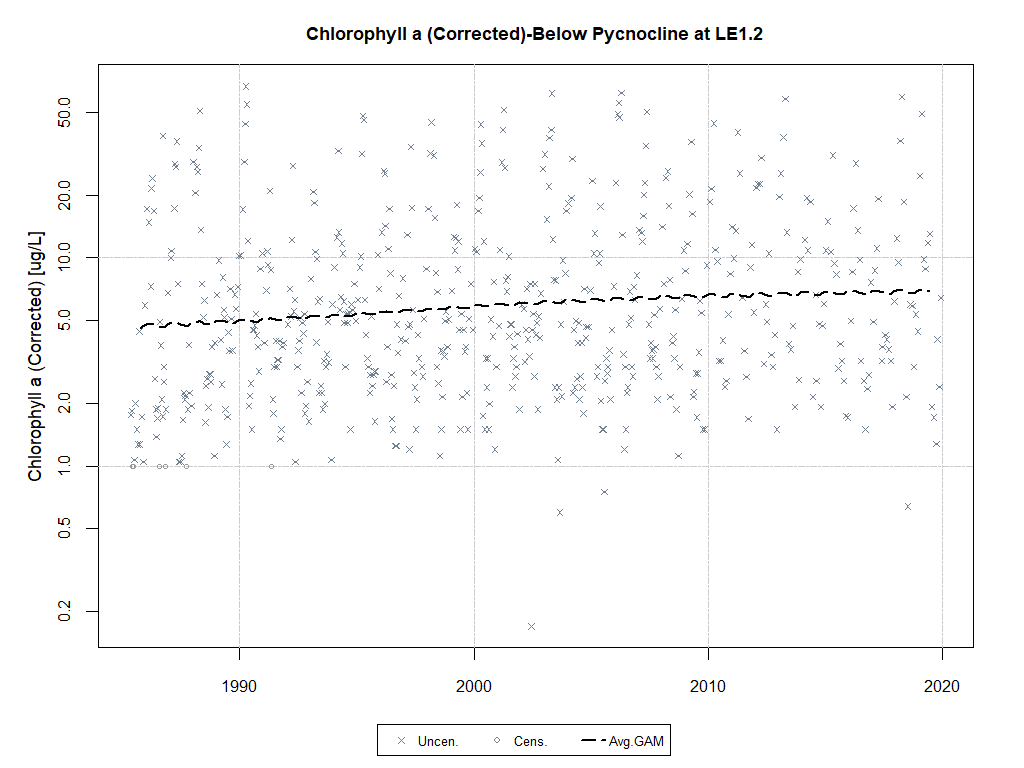 Chlorophyll a (Corrected)-Below Pycnocline at LE1.2
Chlorophyll a (Corrected) [ug/L]
50.0
20.0
10.0
5.0
2.0
1.0
0.5
0.2
1990 2000 2010 2020
Uncen. Cens. Avg.GAM